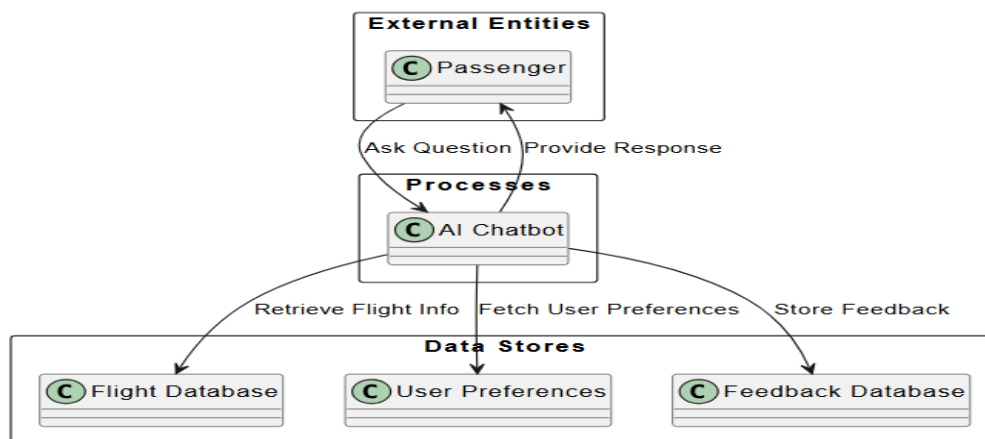 External Entities
C Passenger
Ask Question Provide Response
Processes
C AI Chatbot
Retrieve Flight Info Fetch User Preferences Store Feedback
Data Stores
C Flight Database C User Preferences C Feedback Database